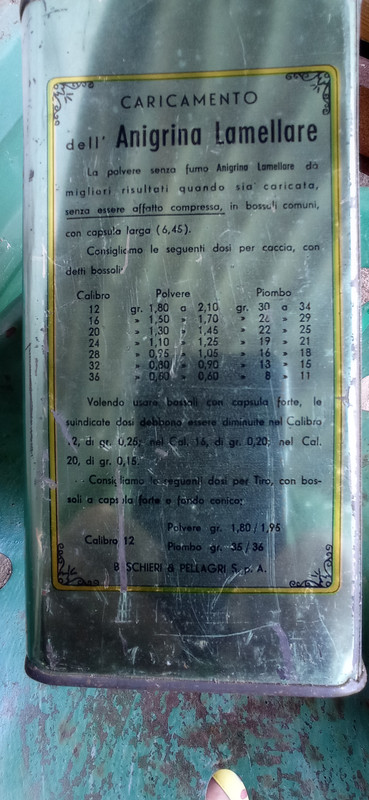 CARICAMENTO
dell' Anigrina Lamellare
La polvere senza fumo Anigrina Lamellare dà
migliori risultati quando sia caricata,
senza essere affatto compressa, in bossoli comuni,
con capsula larga (6,45).
Consigliamo le seguenti dosi per caccia, con
detti bossoli:
Calibro Polvere Piombo
12 gr. 1,80 a 2,10 gr. 30 a 34
16 » 1,50 » 1,70 » 26 » 29
20 » 1,30 » 1,45 » 22 » 25
24 » 1,10 » 1,25 » 19 » 21
28 » 0,95 » 1,05 » 16 » 18
32 » 0,80 » 0,90 » 13 » 15
36 » 0,60 » 8 » 11
Volendo usare bossoli con capsula forte, le
suindicate dosi debbono essere diminuite nel Calibro
12, di gr. 0,25; nel Cal. 16, di gr. 0,20; nel Cal.
20, di gr. 0,15.
Consigliamo le seguenti dosi per Tiro, con bos-
soli a capsula forte e fondo conico:
Calibro 12
Polvere gr. 1,80 / 1,95
Piombo gr. 35 / 36
BASCHIERI & PELLAGRI S. p. A.